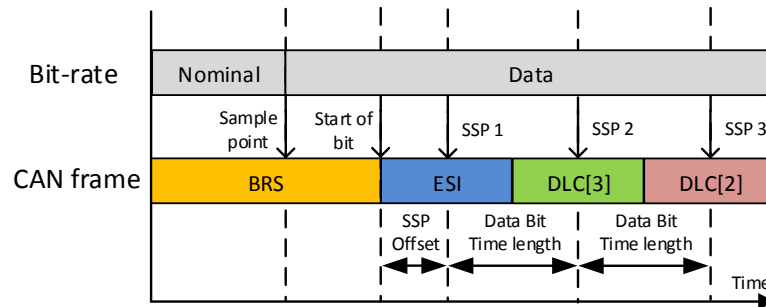 Bit-rate
Nominal
Data
Sample
point
Start of
bit
SSP 1
SSP 2
SSP 3
CAN frame
BRS
ESI
DLC[3]
DLC[2]
SSP
Offset
Data Bit
Time length
Data Bit
Time length
Time